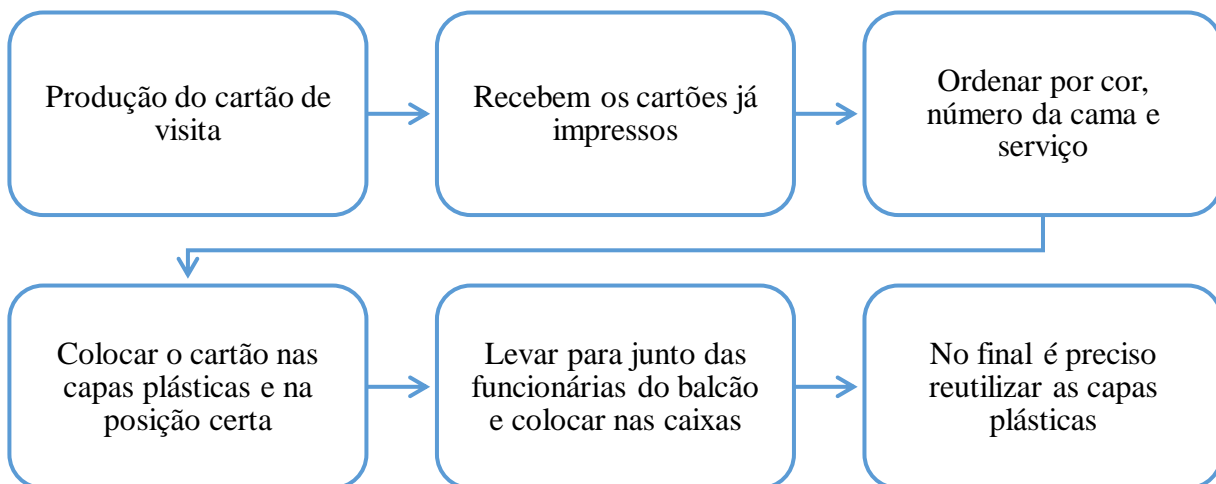 Produção do cartão de
visita
Recebem os cartões já
impressos
Ordenar por cor,
número da cama e
serviço
Colocar o cartão nas
capas plásticas e na
posição certa
Levar para junto das
funcionárias do balcão
e colocar nas caixas
No final é preciso
reutilizar as capas
plásticas